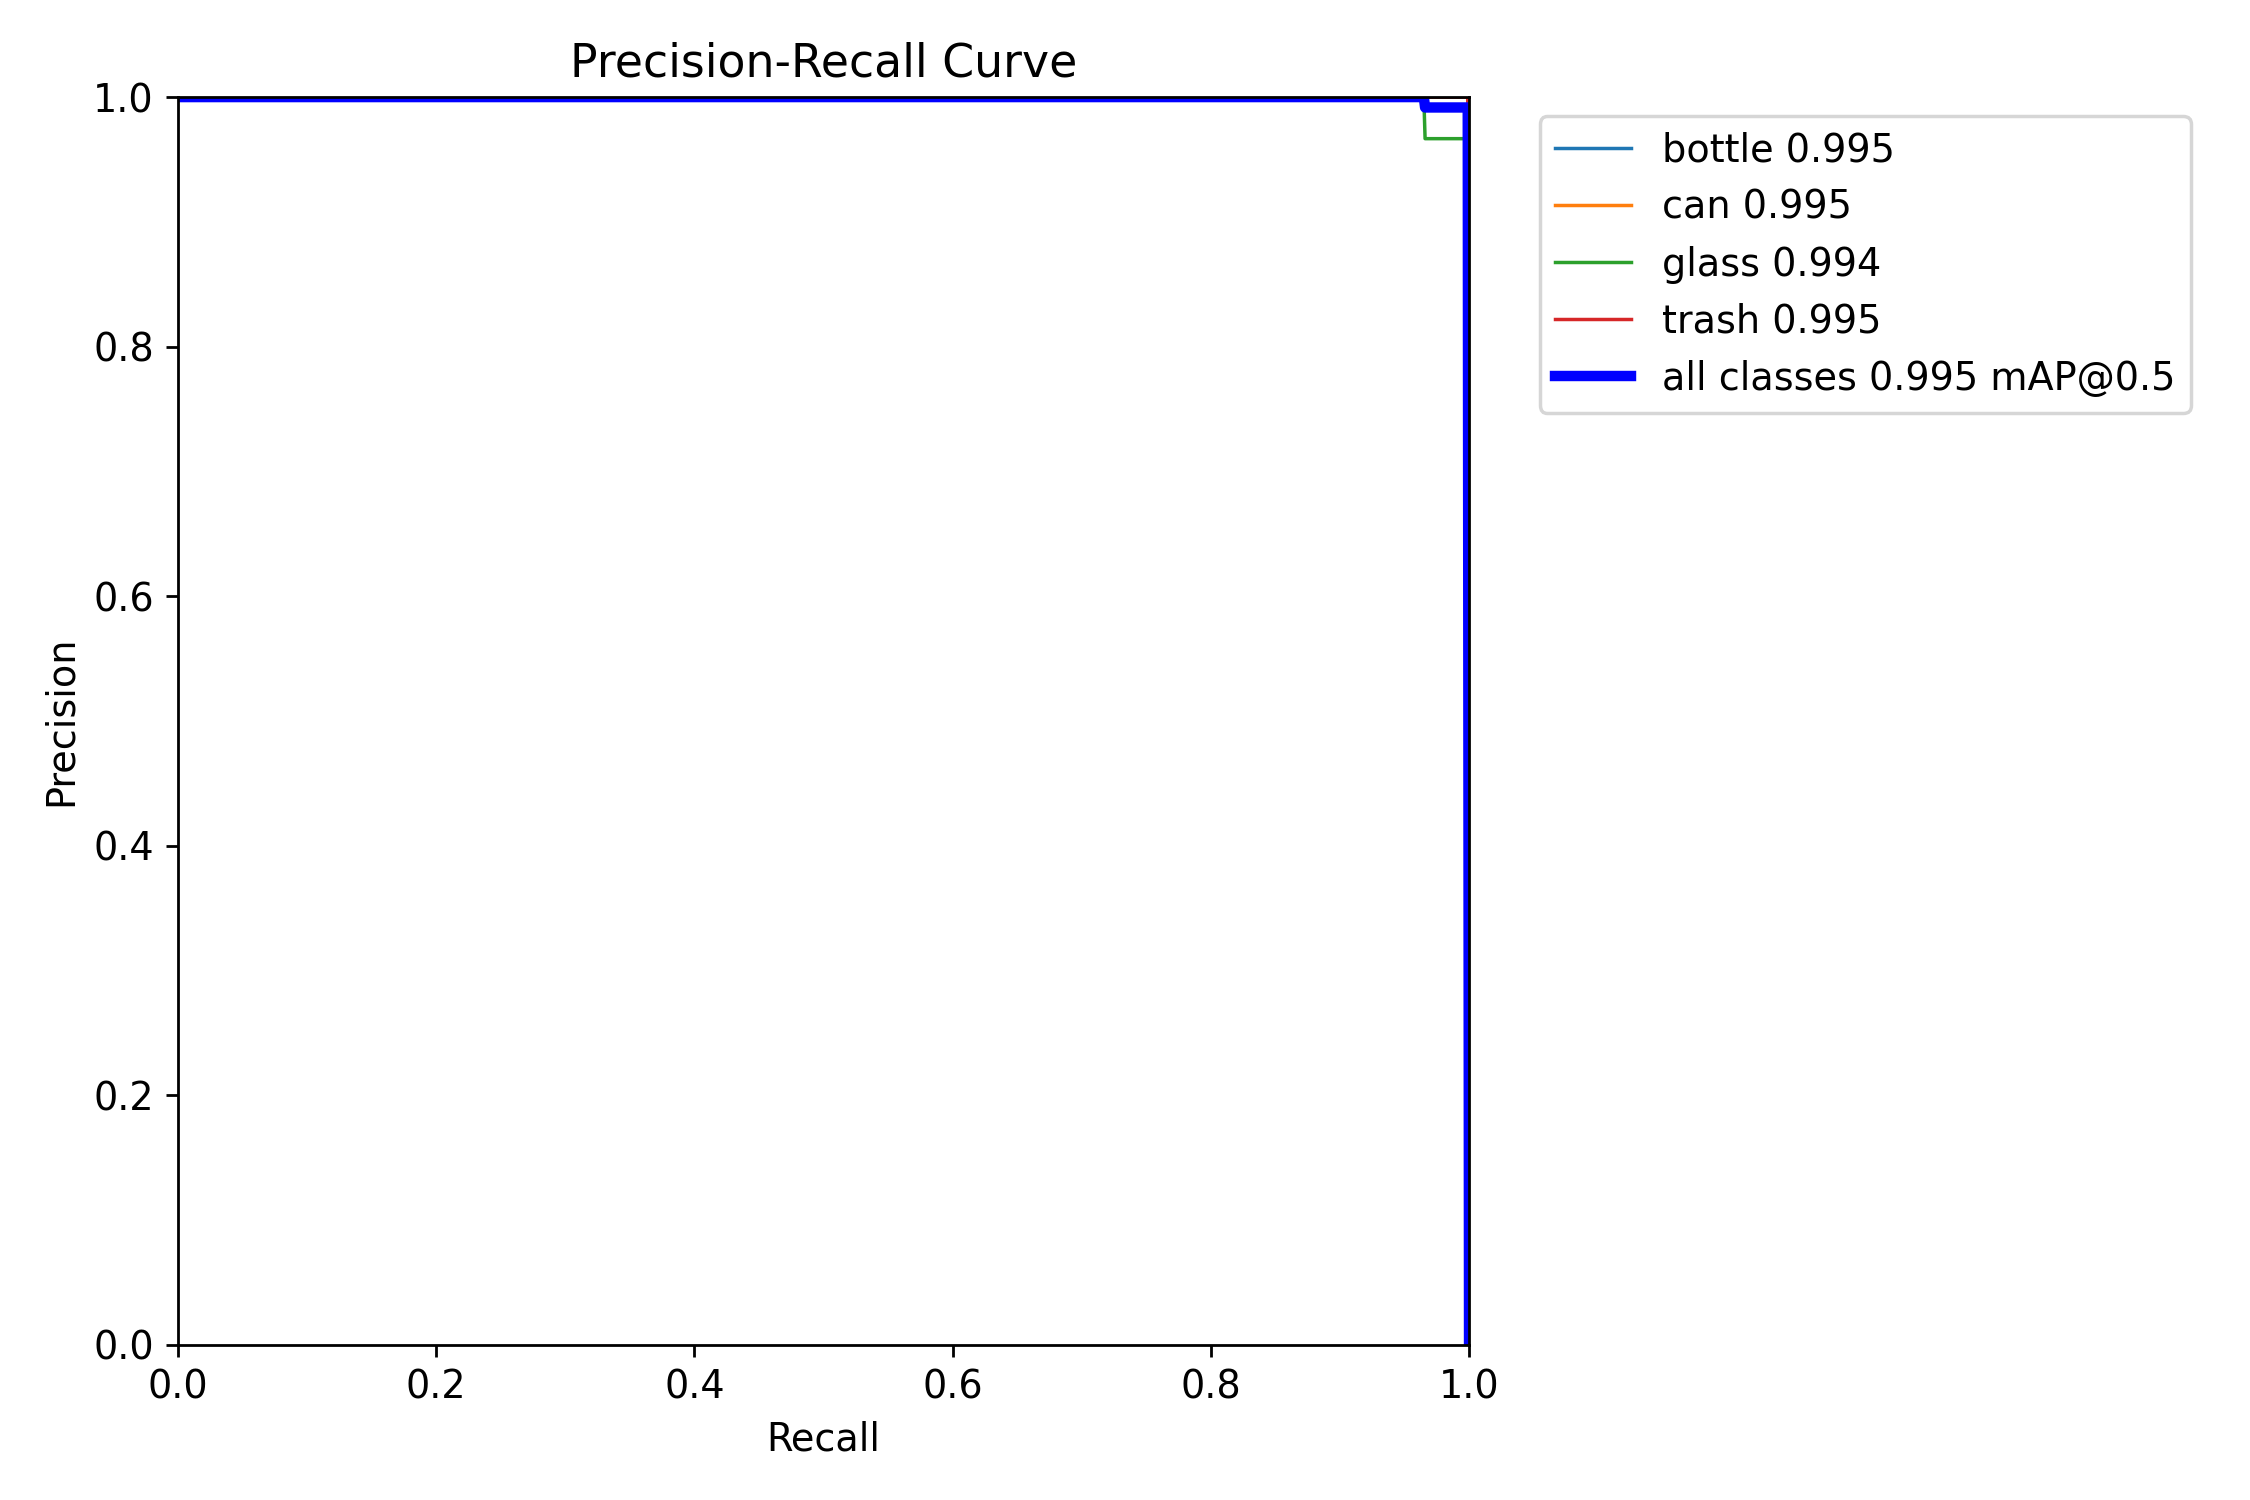 Precision-Recall Curve
1.0
0.8
0.6
0.4
0.2
0.0
Precision
0.0 0.2 0.4 0.6 0.8 1.0
Recall
bottle 0.995
can 0.995
glass 0.994
trash 0.995
all classes 0.995 mAP@0.5